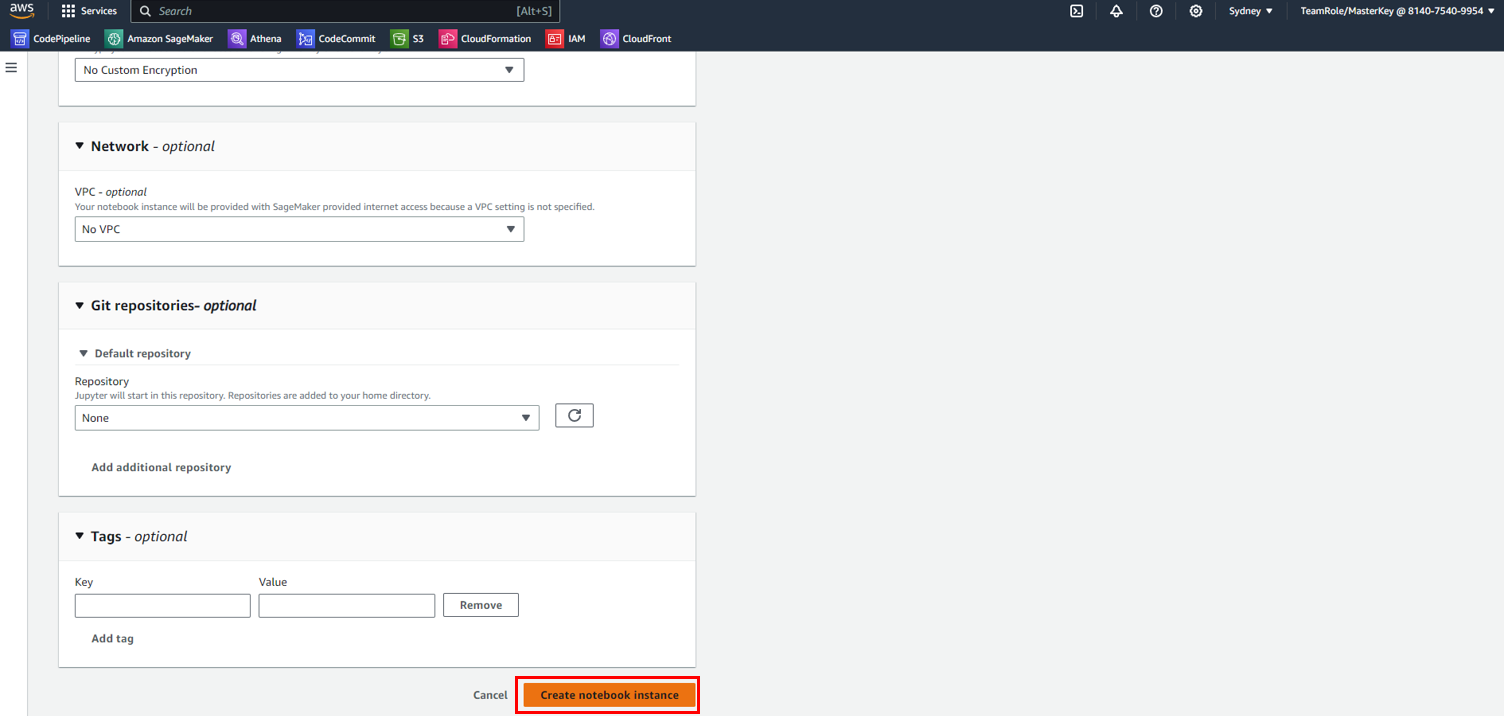 aws Services Search [Alt+S] Sydney ▼ TeamRole/MasterKey @ 8140-7540-9954 ▼
CodePipeline Amazon SageMaker Athena CodeCommit S3 CloudFormation IAM CloudFront
No Custom Encryption
Network - optional
VPC - optional
Your notebook instance will be provided with SageMaker provided internet access because a VPC setting is not specified.
No VPC
Git repositories- optional
Default repository
Repository
Jupyter will start in this repository. Repositories are added to your home directory.
None
Add additional repository
Tags - optional
Key Value
Remove
Add tag
Cancel Create notebook instance